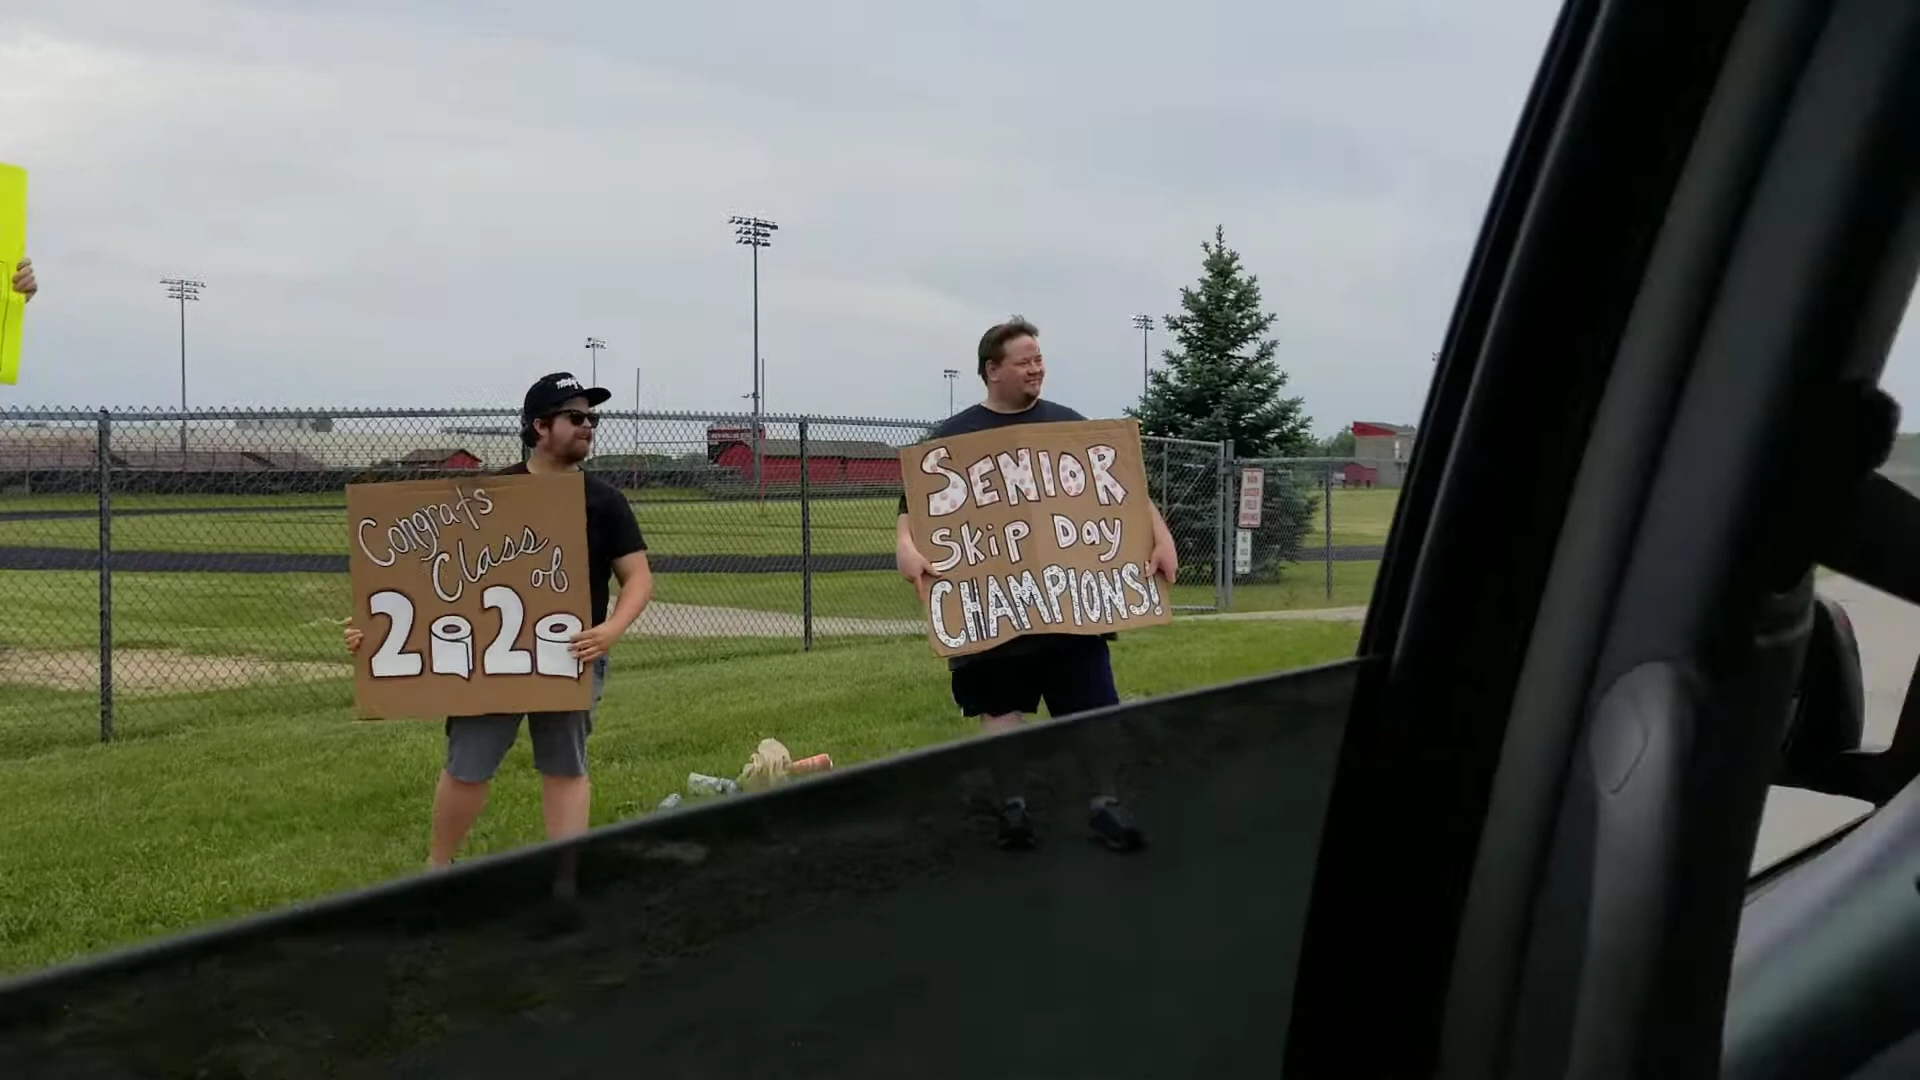 Congrats
Class
of
2020
SENIOR
Skip Day
CHAMPIONS!